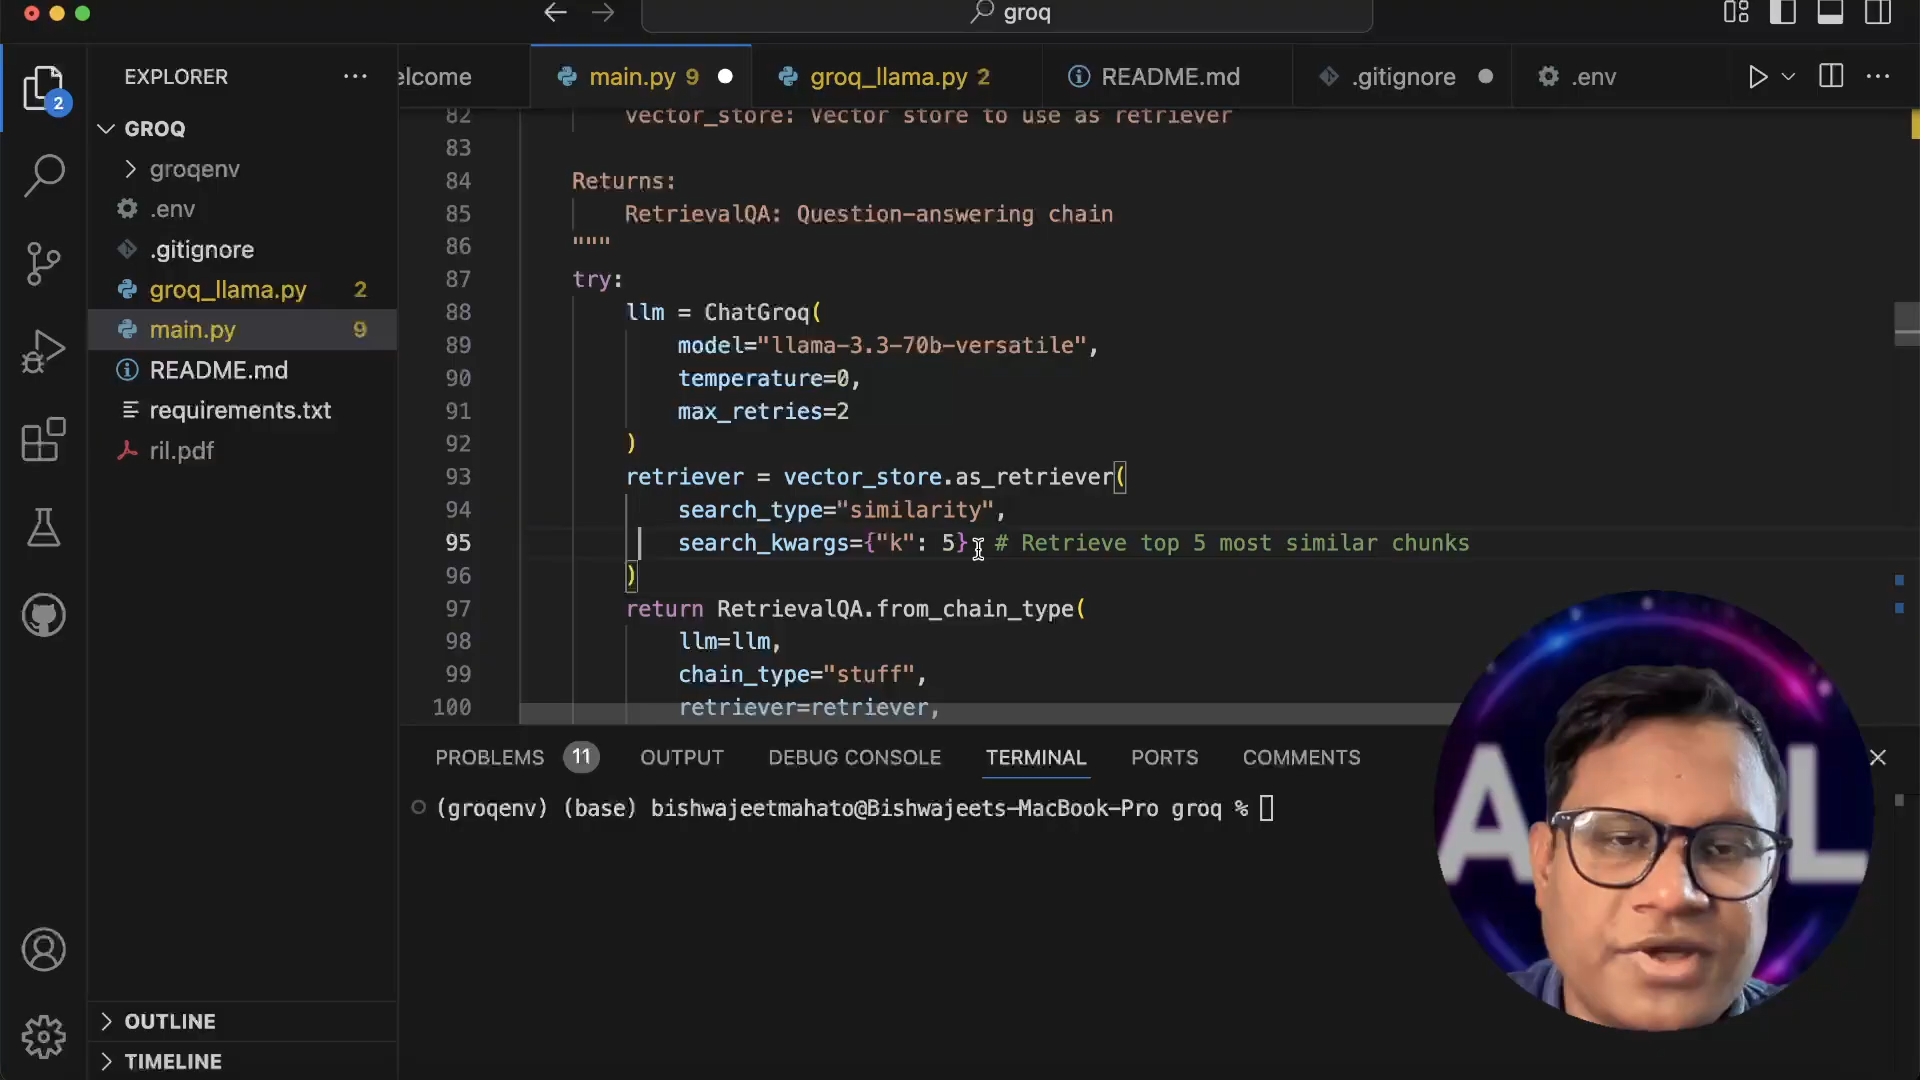 groq
EXPLORER
elcome
main.py 9
groq_llama.py 2
README.md
.gitignore
.env
2
GROQ
groqenv
.env
.gitignore
groq_llama.py 2
main.py 9
README.md
requirements.txt
ril.pdf
OUTLINE
TIMELINE
82 vector_store: Vector store to use as retriever
83
84 Returns:
85 RetrievalQA: Question-answering chain
86 """
87 try:
88 llm = ChatGroq(
89 model="llama-3.3-70b-versatile",
90 temperature=0,
91 max_retries=2
92 )
93 retriever = vector_store.as_retriever(
94 search_type="similarity",
95 search_kwargs={"k": 5} # Retrieve top 5 most similar chunks
96 )
97 return RetrievalQA.from_chain_type(
98 llm=llm,
99 chain_type="stuff",
100 retriever=retriever,
PROBLEMS 11 OUTPUT DEBUG CONSOLE TERMINAL PORTS COMMENTS
(groqenv) (base) bishwajeetmahato@Bishwajeets-MacBook-Pro groq %